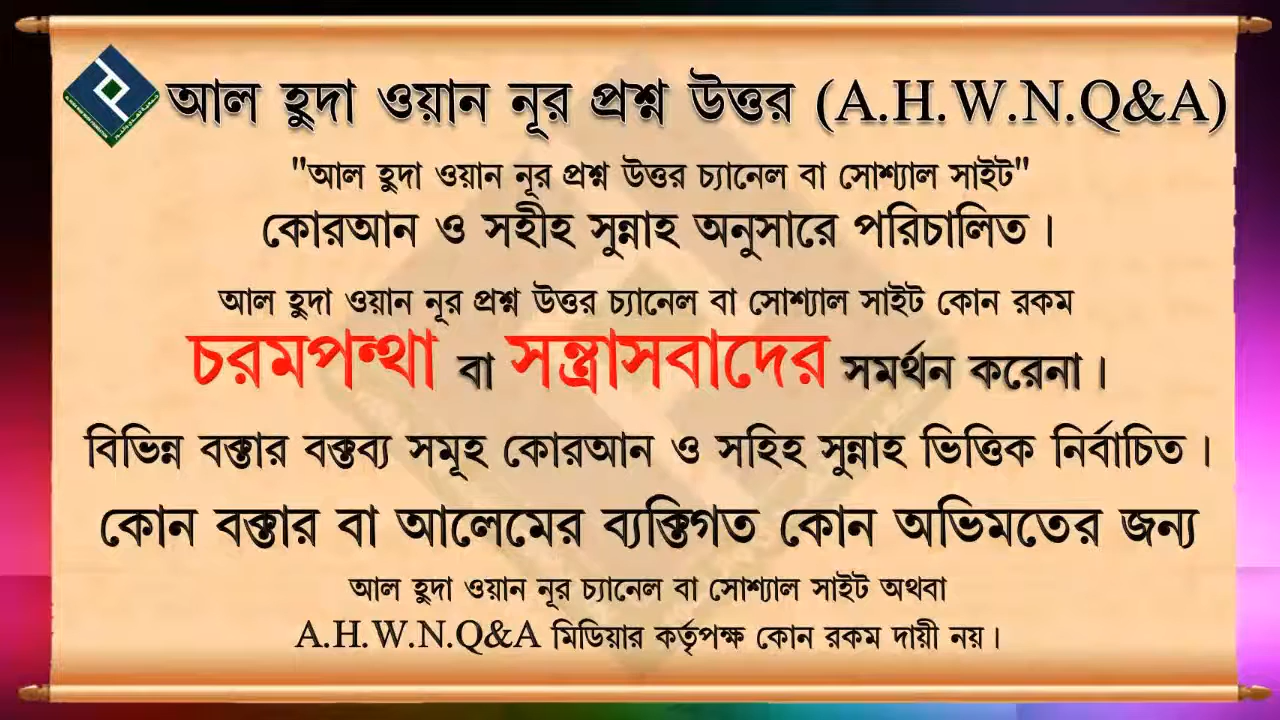 আল হুদা ওয়ান নূর প্রশ্ন উত্তর (A.H.W.N.Q&A)
"আল হুদা ওয়ান নূর প্রশ্ন উত্তর চ্যানেল বা সোশ্যাল সাইট"
কোরআন ও সহীহ সুন্নাহ অনুসারে পরিচালিত।
আল হুদা ওয়ান নূর প্রশ্ন উত্তর চ্যানেল বা সোশ্যাল সাইট কোন রকম
চরমপন্থা বা সন্ত্রাসবাদের সমর্থন করেনা।
বিভিন্ন বক্তার বক্তব্য সমূহ কোরআন ও সহিহ সুন্নাহ ভিত্তিক নির্বাচিত।
কোন বক্তার বা আলেমের ব্যক্তিগত কোন অভিমতের জন্য
আল হুদা ওয়ান নূর চ্যানেল বা সোশ্যাল সাইট অথবা
A.H.W.N.Q&A মিডিয়ার কর্তৃপক্ষ কোন রকম দায়ী নয়।